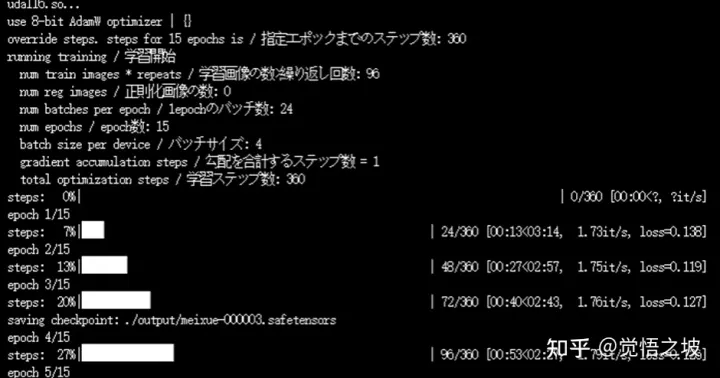 uda116.so...
use 8-bit AdamW optimizer | {}
override steps. steps for 15 epochs is / 指定エポックまでのステップ数: 360
running training / 学習開始
num train images * repeats / 学習画像の数×繰り返し回数: 96
num reg images / 正則化画像の数: 0
num batches per epoch / 1epochのバッチ数: 24
num epochs / epoch数: 15
batch size per device / バッチサイズ: 4
gradient accumulation steps / 勾配を合計するステップ数 = 1
total optimization steps / 学習ステップ数: 360
steps: 0%| | 0/360 [00:00<?, ?it/s]
epoch 1/15
steps: 7%| | 24/360 [00:13<03:14, 1.73it/s, loss=0.138]
epoch 2/15
steps: 13%| | 48/360 [00:27<02:57, 1.75it/s, loss=0.119]
epoch 3/15
steps: 20%| | 72/360 [00:40<02:43, 1.76it/s, loss=0.127]
saving checkpoint: ./output/meixue-000003.safetensors
epoch 4/15
steps: 27%| | 96/360 [00:53<02:27, 1.79it/s,
epoch 5/15
知乎 @觉悟之坡